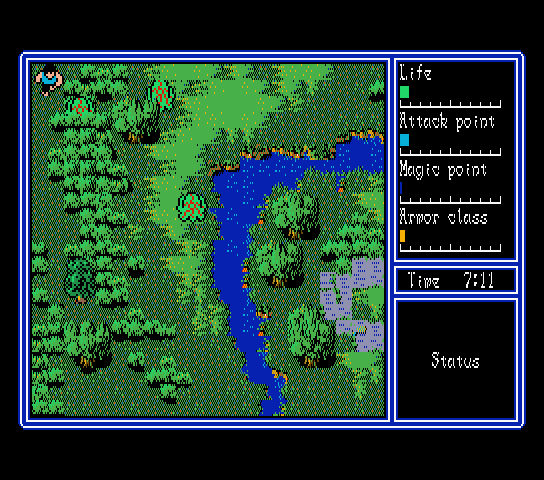 Life
Attack point
Magic point
Armor class
Time 7:11
Status